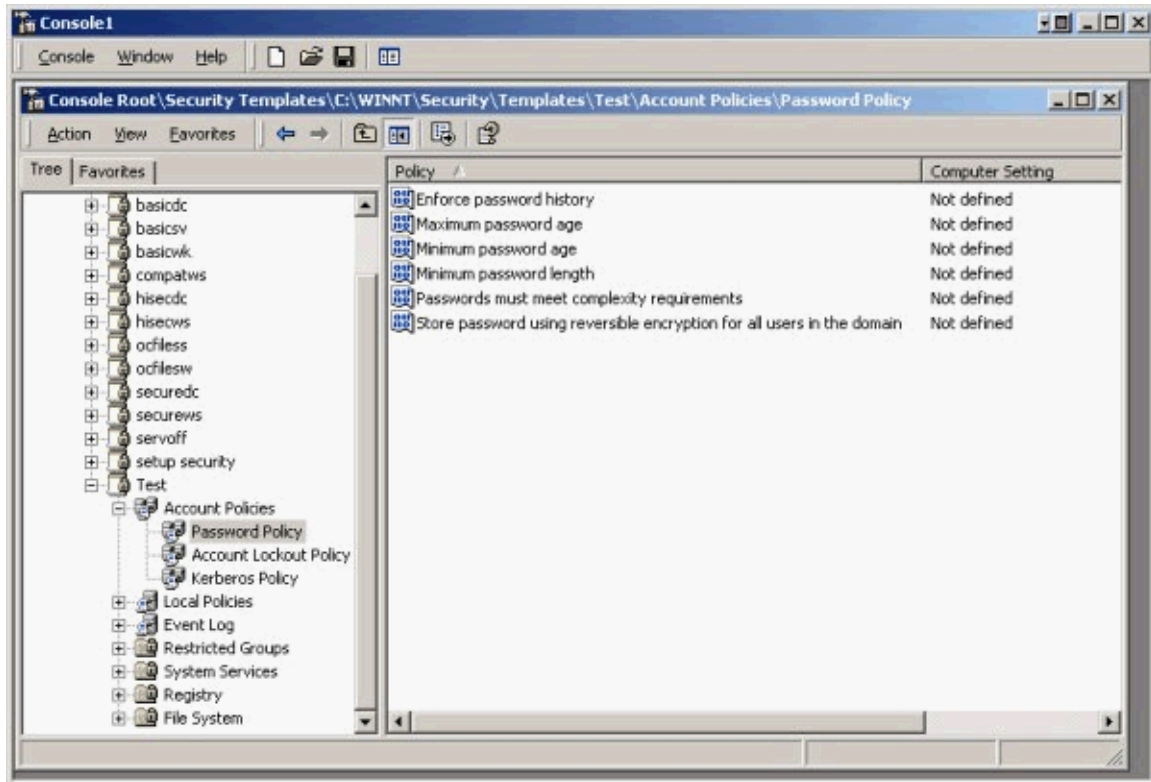 Console1
Console Window Help
Console Root\Security Templates\C:\WINNT\Security\Templates\Test\Account Policies\Password Policy
Action View Favorites
Tree Favorites
basicdc
basicsv
basicwk
compatws
hisecdc
hisecws
ocfiless
ocfilesw
securedc
securews
servoff
setup security
Test
Account Policies
Password Policy
Account Lockout Policy
Kerberos Policy
Local Policies
Event Log
Restricted Groups
System Services
Registry
File System
Policy Computer Setting
Enforce password history Not defined
Maximum password age Not defined
Minimum password age Not defined
Minimum password length Not defined
Passwords must meet complexity requirements Not defined
Store password using reversible encryption for all users in the domain Not defined